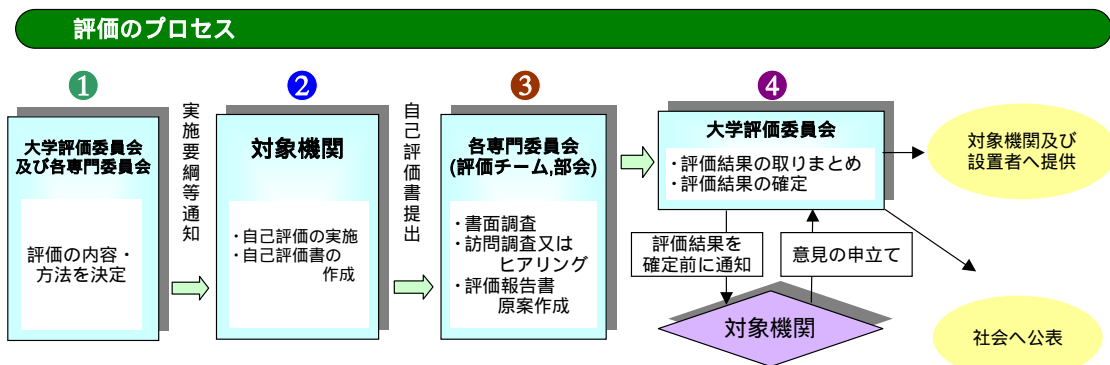 評価のプロセス
❶
大学評価委員会
及び各専門委員会
評価の内容・
方法を決定
実施要綱等通知
❷
対象機関
・自己評価の実施
・自己評価書の
作成
自己評価書提出
❸
各専門委員会
(評価チーム,部会)
・書面調査
・訪問調査又は
ヒアリング
・評価報告書
原案作成
❹
大学評価委員会
・評価結果の取りまとめ
・評価結果の確定
評価結果を
確定前に通知
意見の申立て
対象機関
対象機関及び
設置者へ提供
社会へ公表